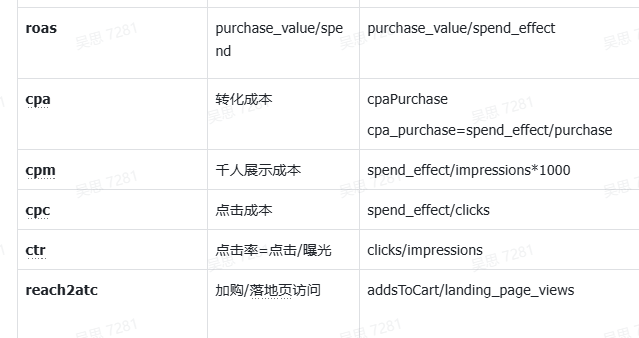 roas purchase_value/spe purchase_value/spend_effect
nd
cpa 转化成本 cpaPurchase
cpa_purchase=spend_effect/purchase
cpm 千人展示成本 spend_effect/impressions*1000
cpc 点击成本 spend_effect/clicks
ctr 点击率=点击/曝光 clicks/impressions
reach2atc 加购/落地页访问 addsToCart/landing_page_views
吴思 7281